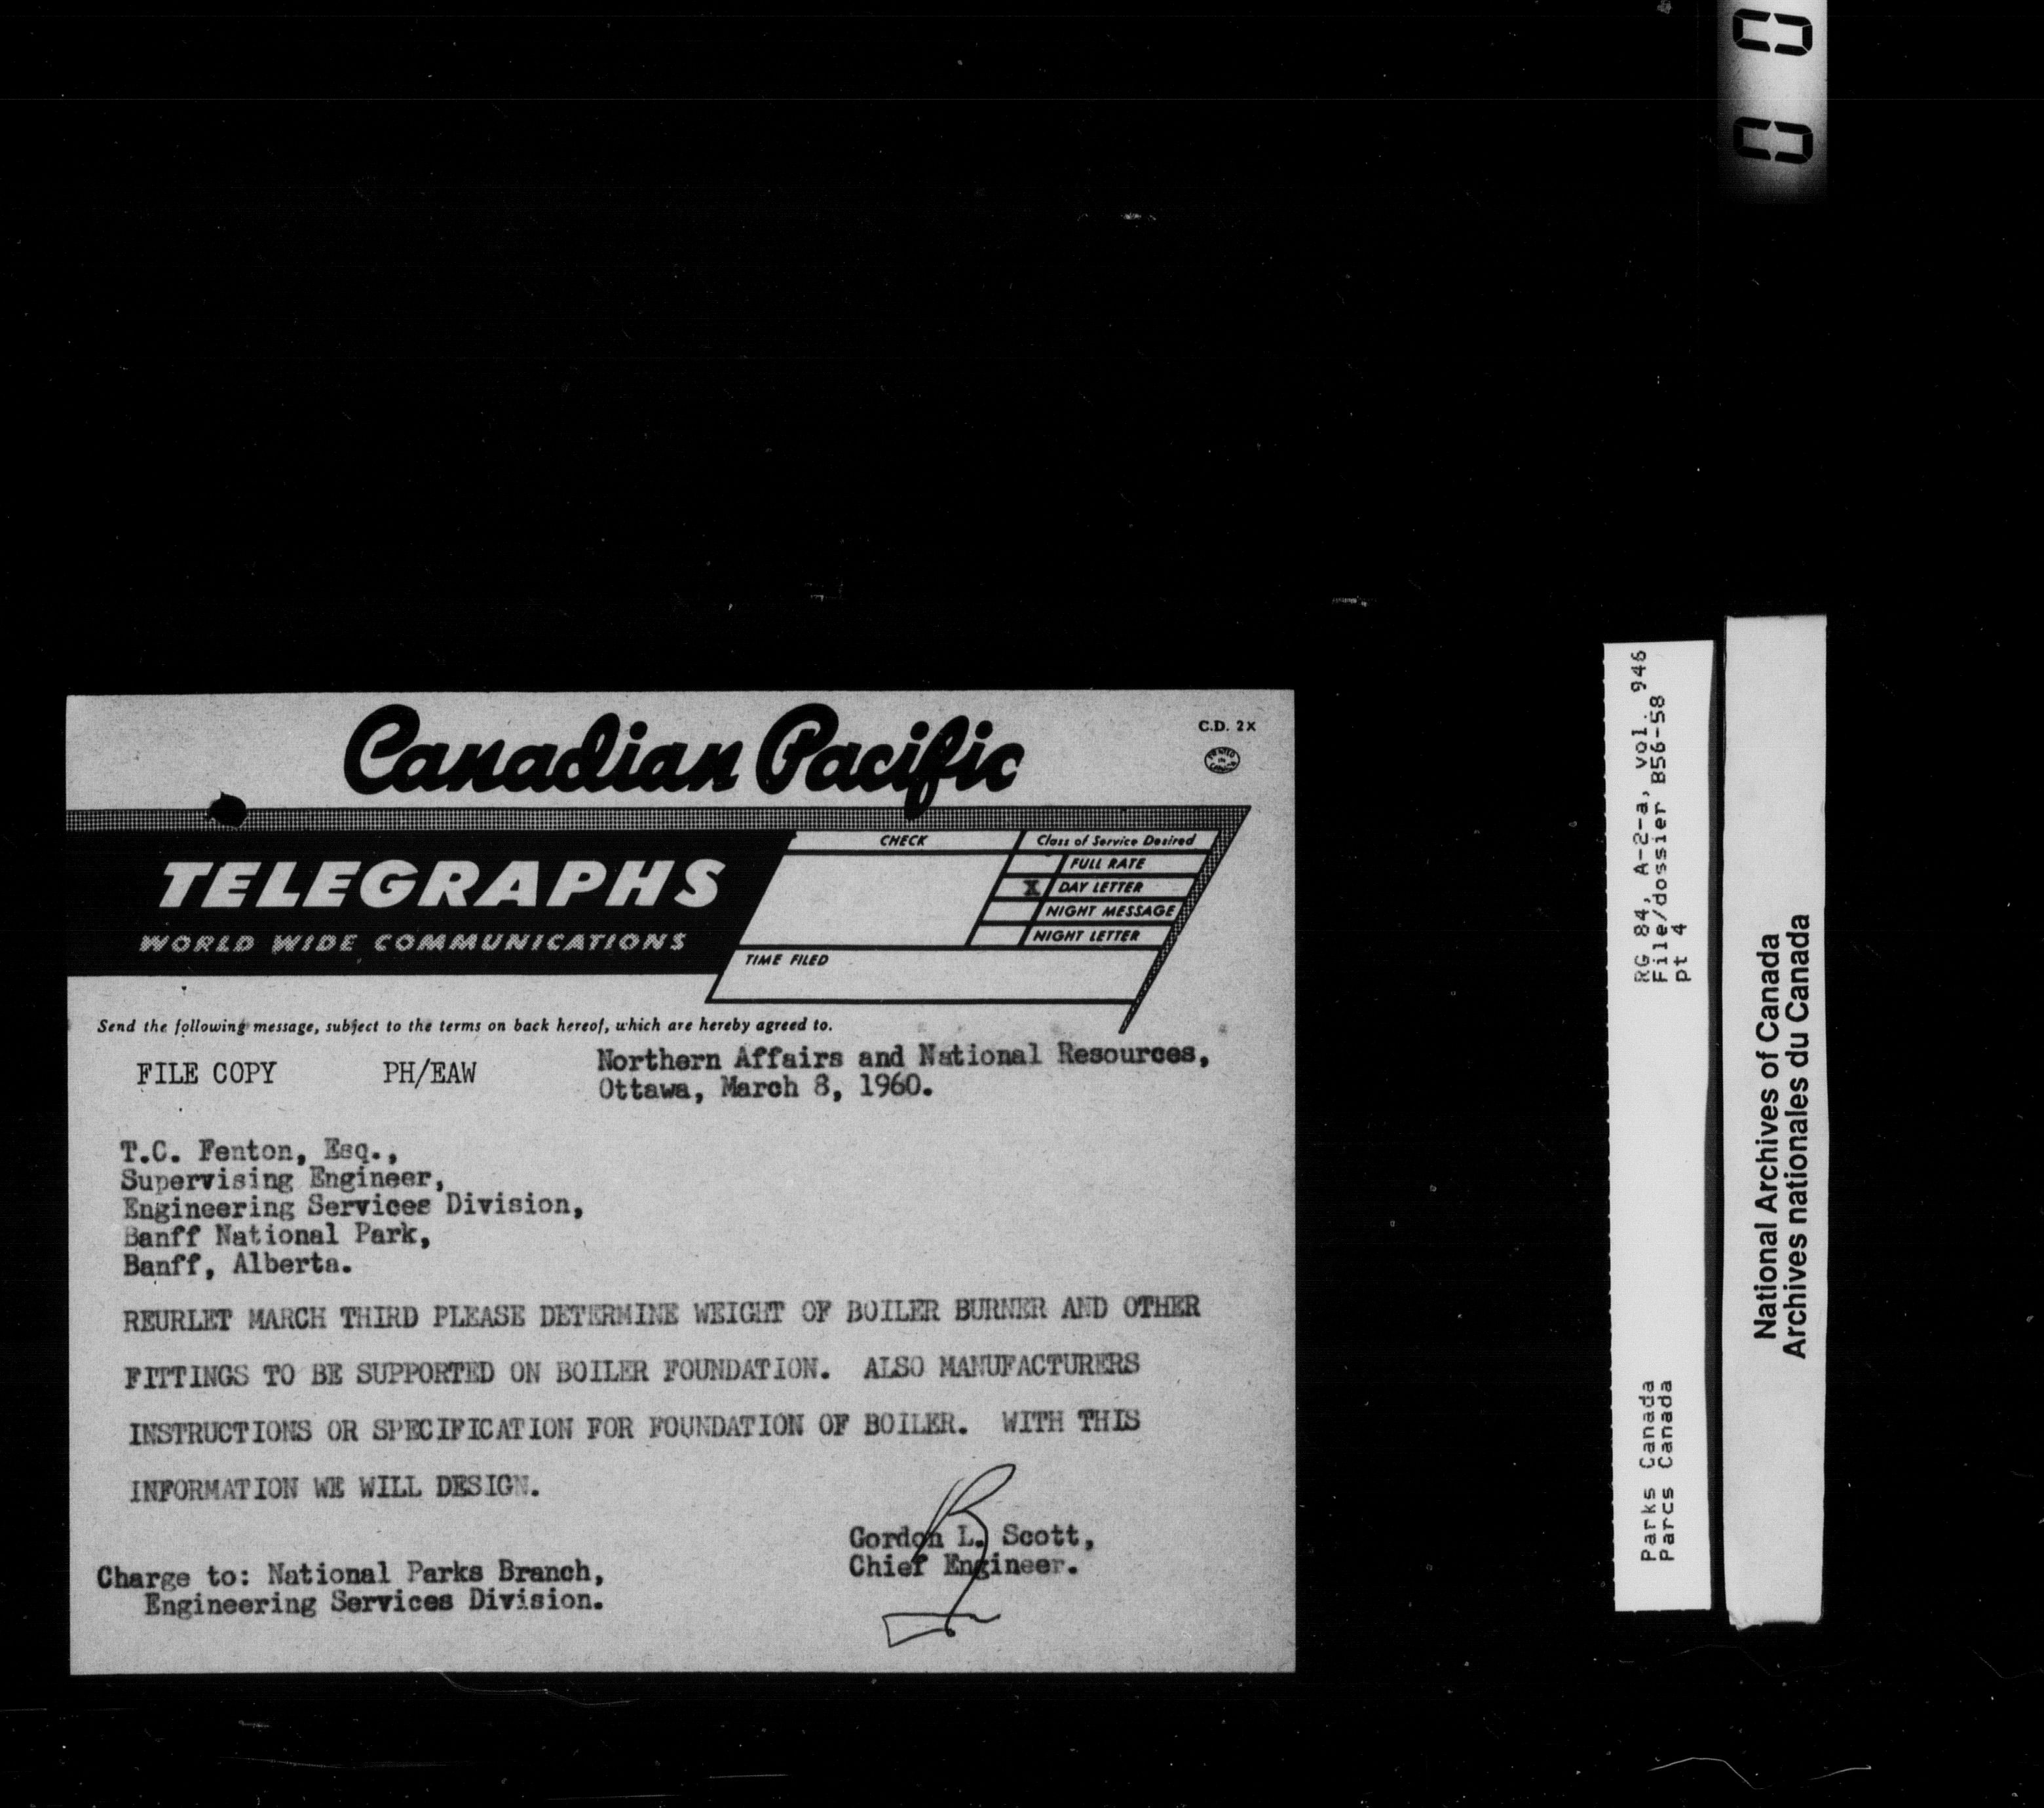 Canadian Pacific
C.D. 2X
PRINTED IN CANADA
TELEGRAPHS
WORLD WIDE COMMUNICATIONS
CHECK
Class of Service Desired
FULL RATE
X DAY LETTER
NIGHT MESSAGE
NIGHT LETTER
TIME FILED
Send the following message, subject to the terms on back hereof, which are hereby agreed to.
FILE COPY PH/EAW
Northern Affairs and National Resources,
Ottawa, March 8, 1960.
T.C. Fenton, Esq.,
Supervising Engineer,
Engineering Services Division,
Banff National Park,
Banff, Alberta.
REURLET MARCH THIRD PLEASE DETERMINE WEIGHT OF BOILER BURNER AND OTHER
FITTINGS TO BE SUPPORTED ON BOILER FOUNDATION. ALSO MANUFACTURERS
INSTRUCTIONS OR SPECIFICATION FOR FOUNDATION OF BOILER. WITH THIS
INFORMATION WE WILL DESIGN.
Gordon L. Scott,
Chief Engineer.
Charge to: National Parks Branch,
Engineering Services Division.
RG 84, A-2-a, vol. 946
File/dossier B56-58
pt 4
Parks Canada
Parcs Canada
National Archives of Canada
Archives nationales du Canada
00